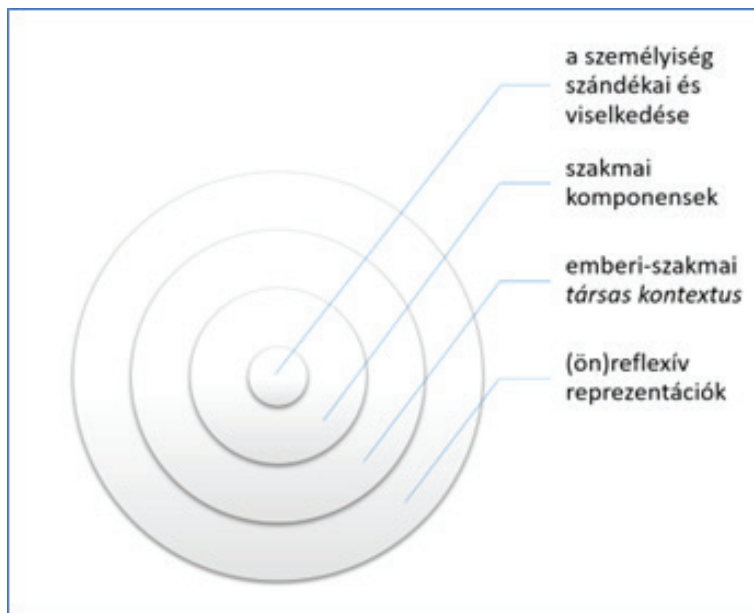 a személyiség
szándékai és
viselkedése
szakmai
komponensek
emberi-szakmai
társas kontextus
(ön)reflexív
reprezentációk